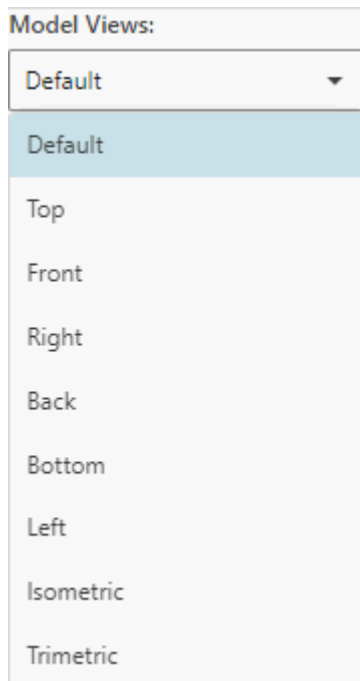 Model Views:
Default
Default
Top
Front
Right
Back
Bottom
Left
Isometric
Trimetric